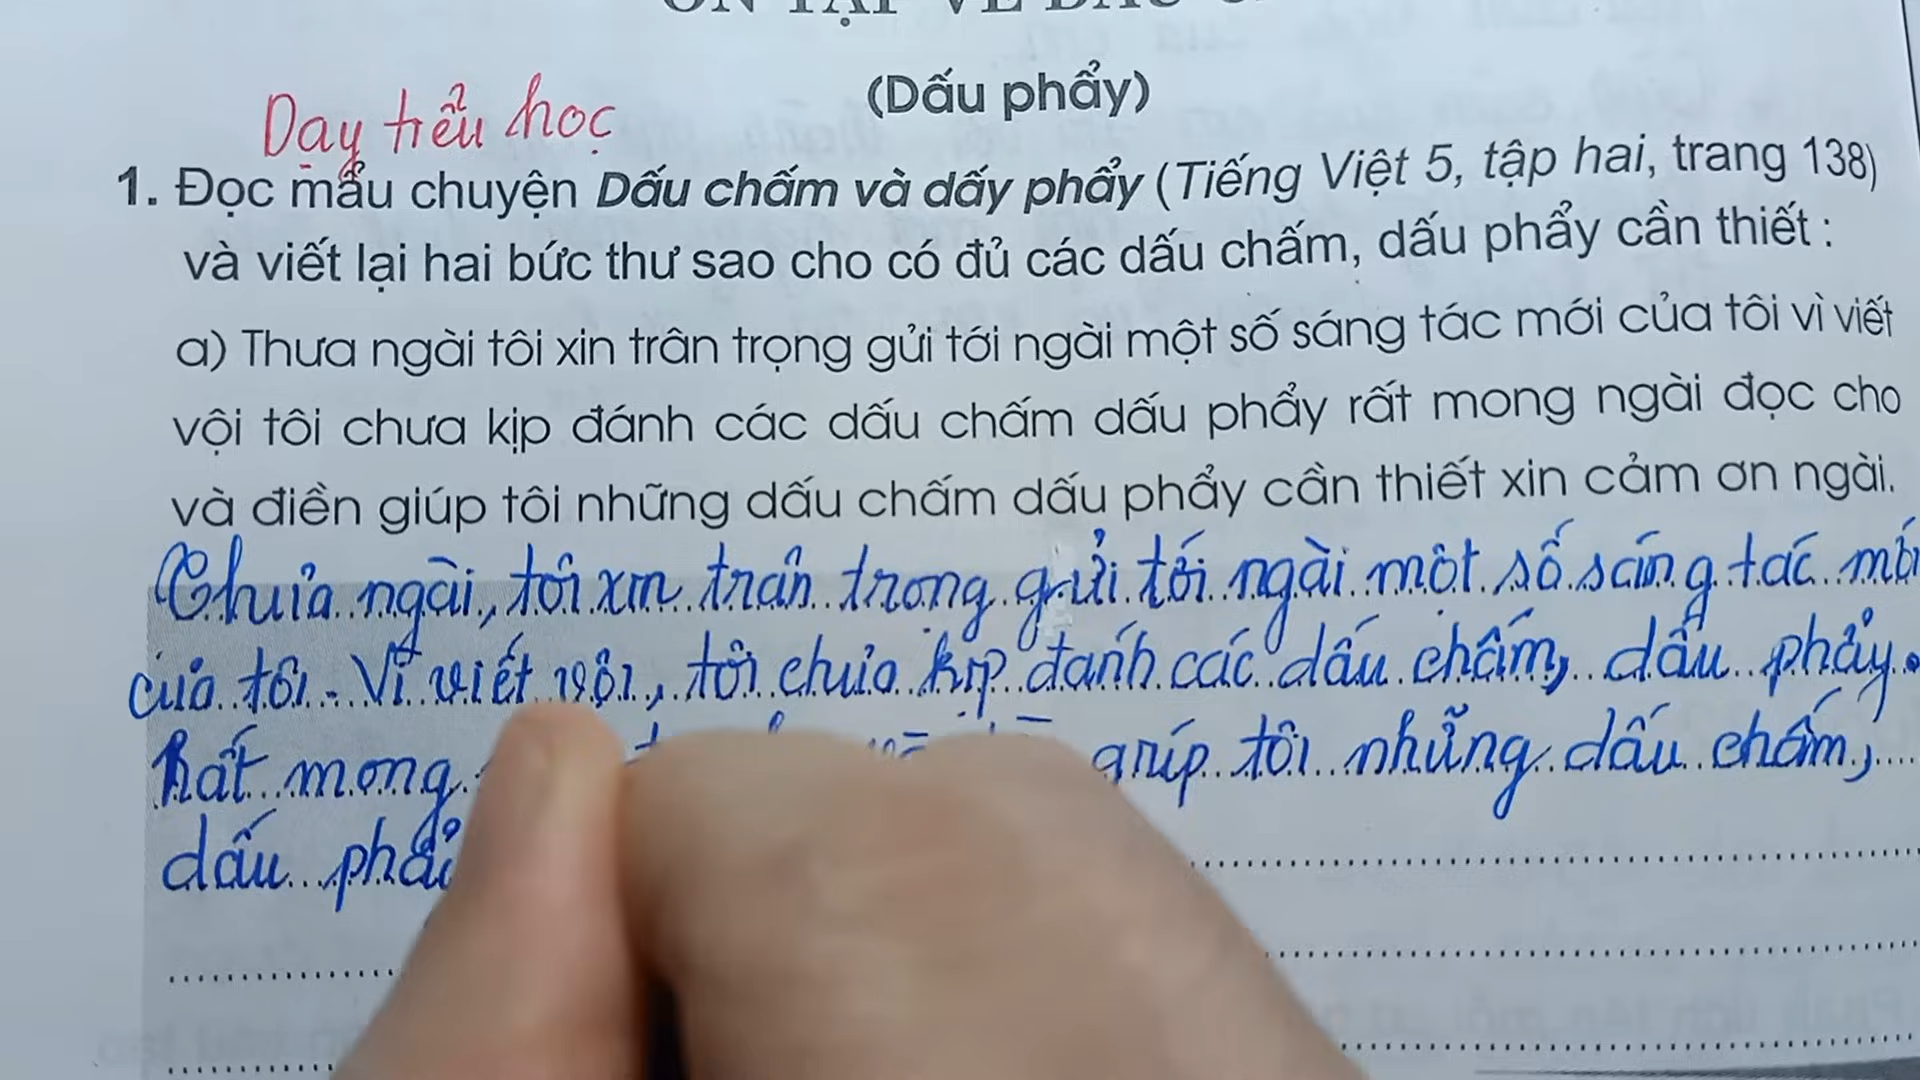 ÔN TẬP VỀ DẤU
(Dấu phẩy)
Dạy tiểu học
1. Đọc mẩu chuyện Dấu chấm và dấy phẩy (Tiếng Việt 5, tập hai, trang 138)
và viết lại hai bức thư sao cho có đủ các dấu chấm, dấu phẩy cần thiết :
a) Thưa ngài tôi xin trân trọng gửi tới ngài một số sáng tác mới của tôi vì viết
vội tôi chưa kịp đánh các dấu chấm dấu phẩy rất mong ngài đọc cho
và điền giúp tôi những dấu chấm dấu phẩy cần thiết xin cảm ơn ngài.
Thưa ngài, tôi xin trân trọng gửi tới ngài một số sáng tác mới
của tôi. Vì viết vội, tôi chưa kịp đánh các dấu chấm, dấu phẩy.
Rất mong giúp tôi những dấu chấm,
dấu phẩ